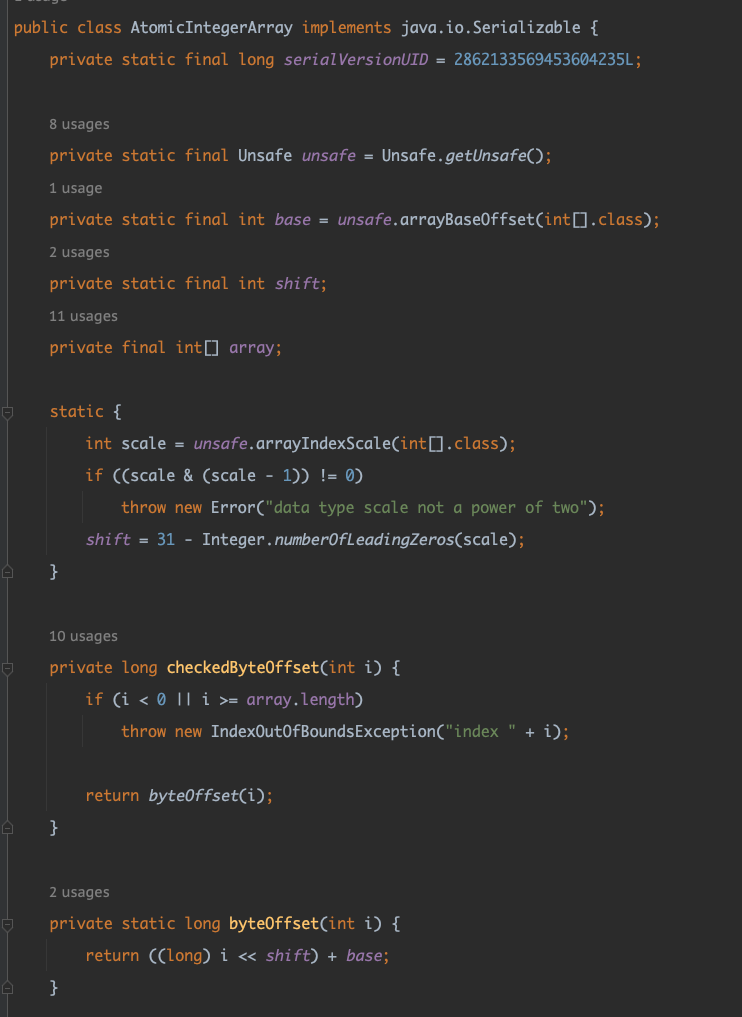 public class AtomicIntegerArray implements java.io.Serializable {
private static final long serialVersionUID = 2862133569453604235L;
8 usages
private static final Unsafe unsafe = Unsafe.getUnsafe();
1 usage
private static final int base = unsafe.arrayBaseOffset(int[].class);
2 usages
private static final int shift;
11 usages
private final int[] array;
static {
int scale = unsafe.arrayIndexScale(int[].class);
if ((scale & (scale - 1)) != 0)
throw new Error("data type scale not a power of two");
shift = 31 - Integer.numberOfLeadingZeros(scale);
}
10 usages
private long checkedByteOffset(int i) {
if (i < 0 || i >= array.length)
throw new IndexOutOfBoundsException("index " + i);
return byteOffset(i);
}
2 usages
private static long byteOffset(int i) {
return ((long) i << shift) + base;
}